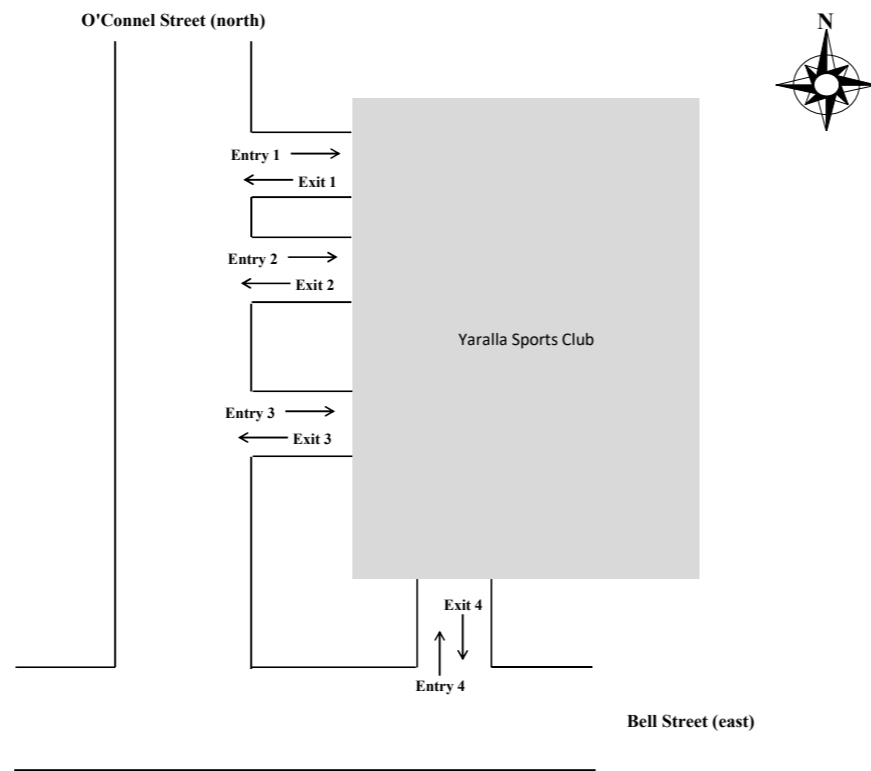 O'Connel Street (north)
N
Entry 1
Exit 1
Entry 2
Exit 2
Yaralla Sports Club
Entry 3
Exit 3
Exit 4
Entry 4
Bell Street (east)